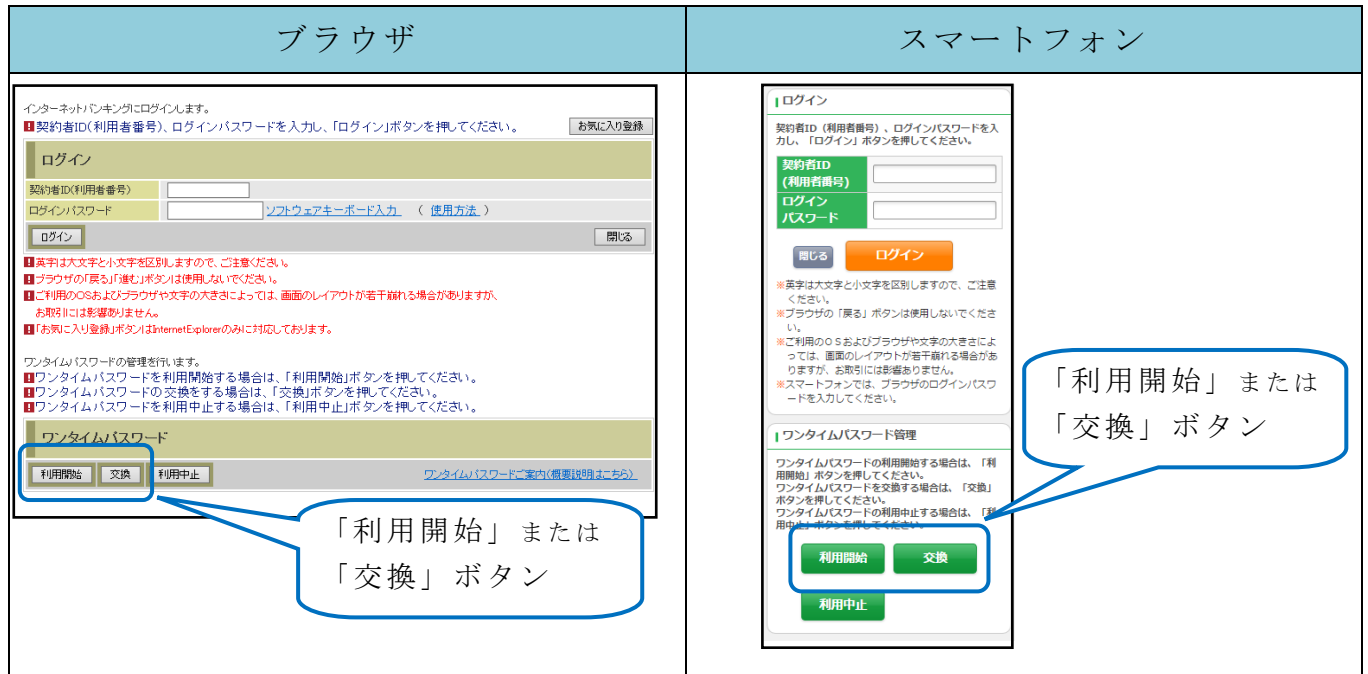 ブラウザ
インターネットバンキングにログインします。
契約者ID(利用者番号)、ログインパスワードを入力し、「ログイン」ボタンを押してください。
お気に入り登録
ログイン
契約者ID(利用者番号)
ログインパスワード
ソフトウェアキーボード入力 ( 使用方法 )
ログイン
閉じる
英字は大文字と小文字を区別しますので、ご注意ください。
ブラウザの「戻る」「進む」ボタンは使用しないでください。
ご利用のOSおよびブラウザや文字の大きさによっては、画面のレイアウトが若干崩れる場合がありますが、
お取引には影響ありません。
「お気に入り登録」ボタンはInternetExplorerのみに対応しております。
ワンタイムパスワードの管理を行います。
ワンタイムパスワードを利用開始する場合は、「利用開始」ボタンを押してください。
ワンタイムパスワードの交換をする場合は、「交換」ボタンを押してください。
ワンタイムパスワードを利用中止する場合は、「利用中止」ボタンを押してください。
ワンタイムパスワード
利用開始 交換 利用中止
ワンタイムパスワードご案内(概要説明はこちら)
「利用開始」または
「交換」ボタン
スマートフォン
ログイン
契約者ID(利用者番号)、ログインパスワードを入
力し、「ログイン」ボタンを押してください。
契約者ID
(利用者番号)
ログイン
パスワード
閉じる ログイン
※英字は大文字と小文字を区別しますので、ご注意
ください。
※ブラウザの「戻る」ボタンは使用しないでくださ
い。
※ご利用のOSおよびブラウザや文字の大きさによ
っては、画面のレイアウトが若干崩れる場合があ
りますが、お取引には影響ありません。
※スマートフォンでは、ブラウザのログインパスワ
ードを入力してください。
ワンタイムパスワード管理
ワンタイムパスワードの利用開始する場合は、「利
用開始」ボタンを押してください。
ワンタイムパスワードを交換する場合は、「交換」
ボタンを押してください。
ワンタイムパスワードの利用中止する場合は、「利
用中止」ボタンを押してください。
利用開始 交換
利用中止
「利用開始」または
「交換」ボタン